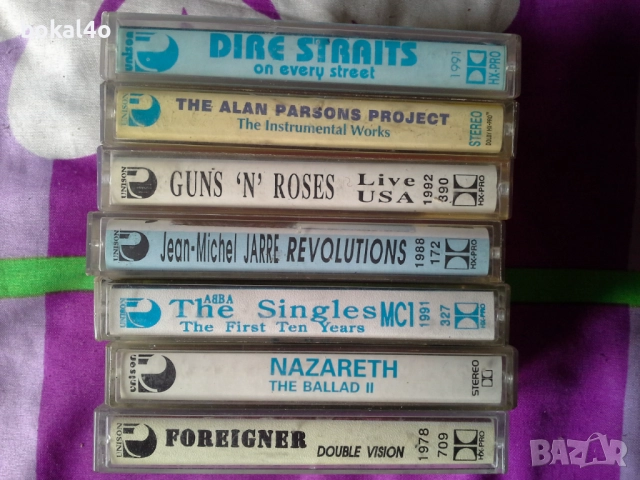 bokal4o
unison
DIRE STRAITS
on every street
1991
HX-PRO
UNISON
THE ALAN PARSONS PROJECT
The Instrumental Works
STEREO
UNISON
GUNS 'N' ROSES
Live
USA
1992
390
HX-PRO
UNISON
Jean-Michel JARRE REVOLUTIONS
1988
172
HX-PRO
UNISON
ABBA
The Singles
The First Ten Years
MC1
1991
327
HX-PRO
unison
NAZARETH
THE BALLAD II
STEREO
UNISON
FOREIGNER
DOUBLE VISION
1978
709
HX-PRO
BAZAR